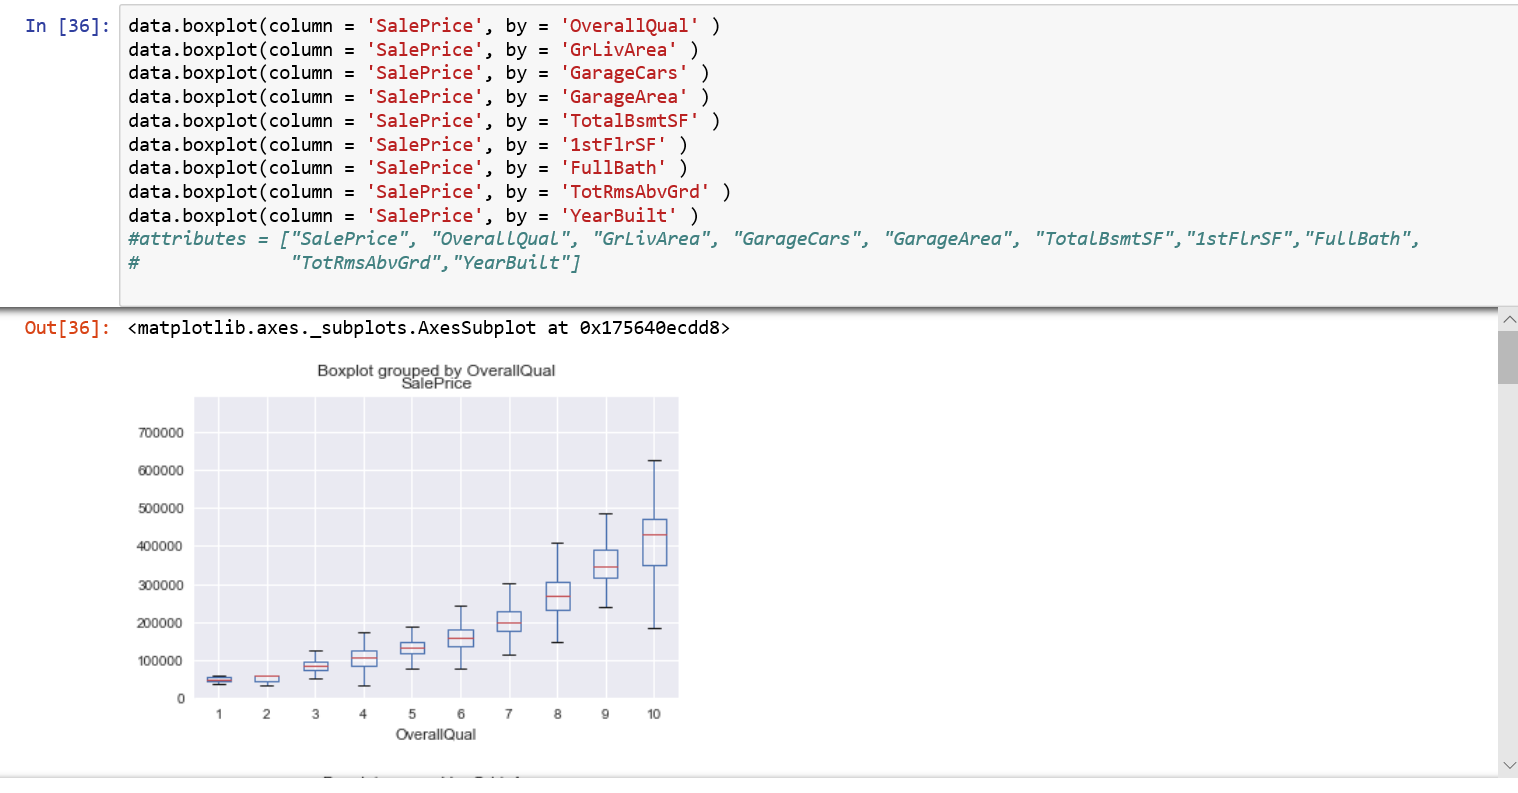 In [36]: data.boxplot(column = 'SalePrice', by = 'OverallQual' )
data.boxplot(column = 'SalePrice', by = 'GrLivArea' )
data.boxplot(column = 'SalePrice', by = 'GarageCars' )
data.boxplot(column = 'SalePrice', by = 'GarageArea' )
data.boxplot(column = 'SalePrice', by = 'TotalBsmtSF' )
data.boxplot(column = 'SalePrice', by = '1stFlrSF' )
data.boxplot(column = 'SalePrice', by = 'FullBath' )
data.boxplot(column = 'SalePrice', by = 'TotRmsAbvGrd' )
data.boxplot(column = 'SalePrice', by = 'YearBuilt' )
#attributes = ["SalePrice", "OverallQual", "GrLivArea", "GarageCars", "GarageArea", "TotalBsmtSF","1stFlrSF","FullBath",
#              "TotRmsAbvGrd","YearBuilt"]
Out[36]: <matplotlib.axes._subplots.AxesSubplot at 0x175640ecdd8>
Boxplot grouped by OverallQual
SalePrice
700000
600000
500000
400000
300000
200000
100000
0
1 2 3 4 5 6 7 8 9 10
OverallQual